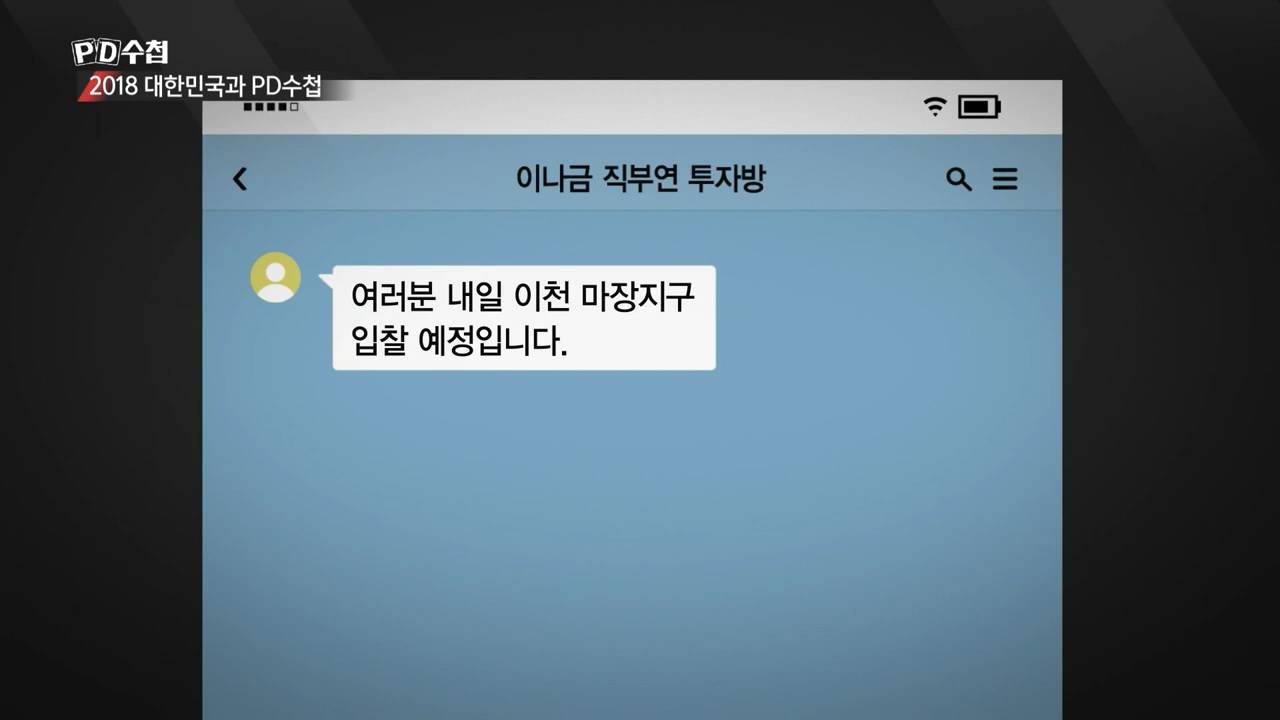 PD수첩
2018 대한민국과 PD수첩
이나금 직부연 투자방
여러분 내일 이천 마장지구
입찰 예정입니다.